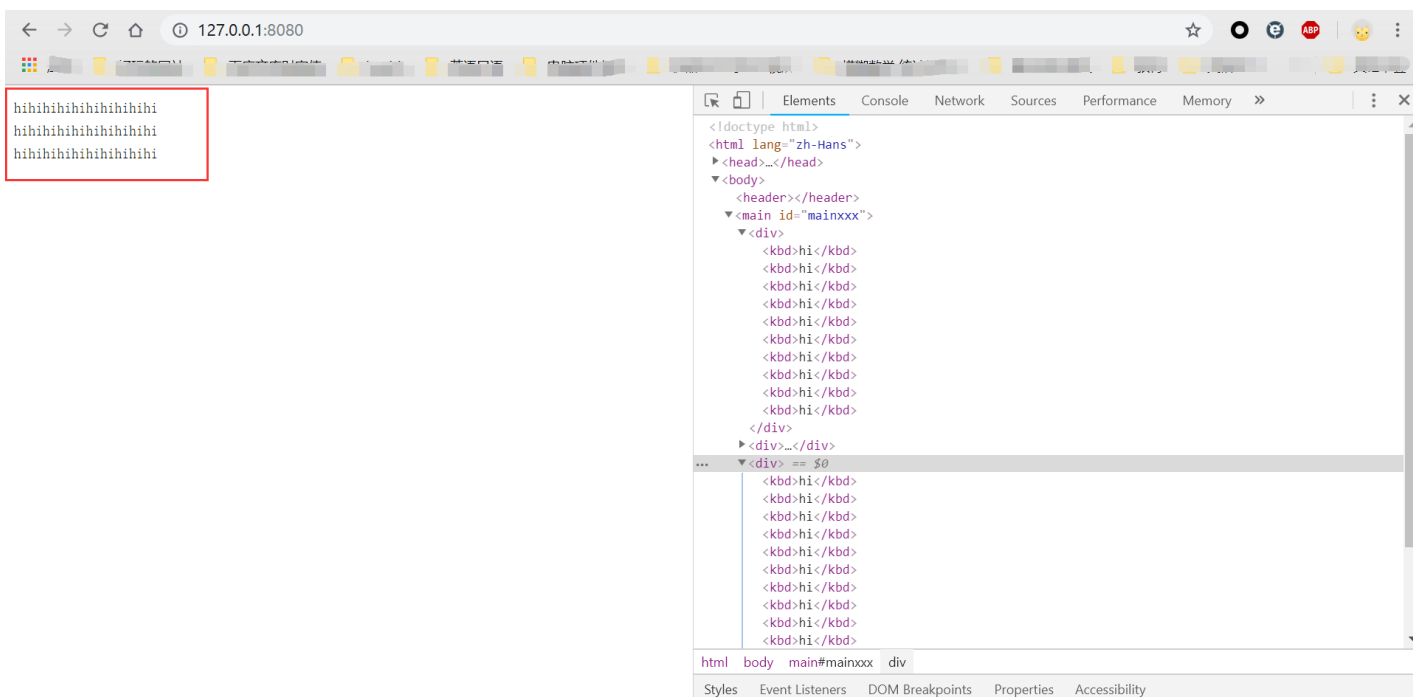 127.0.0.1:8080
ABP
hihihihihihihihihihi
hihihihihihihihihihi
hihihihihihihihihihi
Elements Console Network Sources Performance Memory »
<!doctype html>
<html lang="zh-Hans">
<head>…</head>
<body>
<header></header>
<main id="mainxxx">
<div>
<kbd>hi</kbd>
<kbd>hi</kbd>
<kbd>hi</kbd>
<kbd>hi</kbd>
<kbd>hi</kbd>
<kbd>hi</kbd>
<kbd>hi</kbd>
<kbd>hi</kbd>
<kbd>hi</kbd>
<kbd>hi</kbd>
</div>
<div>…</div>
... <div> == $0
<kbd>hi</kbd>
<kbd>hi</kbd>
<kbd>hi</kbd>
<kbd>hi</kbd>
<kbd>hi</kbd>
<kbd>hi</kbd>
<kbd>hi</kbd>
<kbd>hi</kbd>
<kbd>hi</kbd>
<kbd>hi</kbd>
html body main#mainxxx div
Styles Event Listeners DOM Breakpoints Properties Accessibility